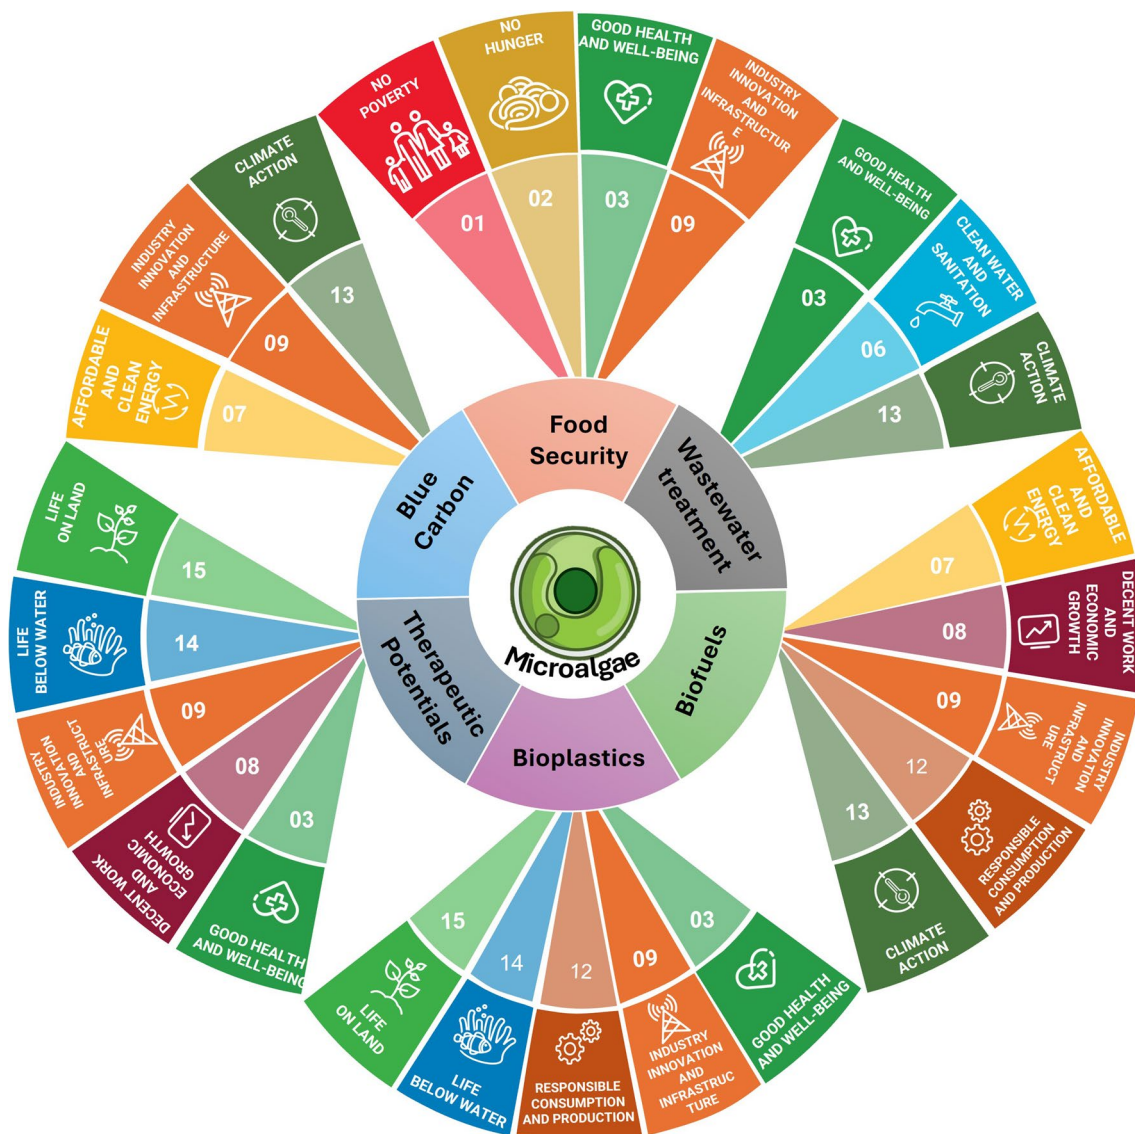 NO
POVERTY
01
NO
HUNGER
02
GOOD HEALTH
AND WELL-BEING
03
INDUSTRY
INNOVATION
AND
INFRASTRUCTUR
E
09
GOOD HEALTH
AND WELL-BEING
03
CLEAN WATER
AND
SANITATION
06
CLIMATE
ACTION
13
AFFORDABLE
AND
CLEAN
ENERGY
07
DECENT WORK
AND
ECONOMIC
GROWTH
08
INDUSTRY
INNOVATION
AND
INFRASTRUCT
URE
09
RESPONSIBLE
CONSUMPTION
AND PRODUCTION
12
CLIMATE
ACTION
13
GOOD HEALTH
AND WELL-BEING
03
INDUSTRY
INNOVATION
AND
INFRASTRUC
TURE
09
RESPONSIBLE
CONSUMPTION
AND PRODUCTION
12
LIFE
BELOW WATER
14
LIFE
ON LAND
15
GOOD HEALTH
AND WELL-BEING
03
DECENT WORK
AND
ECONOMIC
GROWTH
08
INDUSTRY
INNOVATION
AND
INFRASTRUCT
URE
09
LIFE
BELOW WATER
14
LIFE
ON LAND
15
AFFORDABLE
AND
CLEAN
ENERGY
07
INDUSTRY
INNOVATION
AND
INFRASTRUCTURE
09
CLIMATE
ACTION
13
Food
Security
Wastewater
treatment
Biofuels
Bioplastics
Therapeutic
Potentials
Blue
Carbon
Microalgae